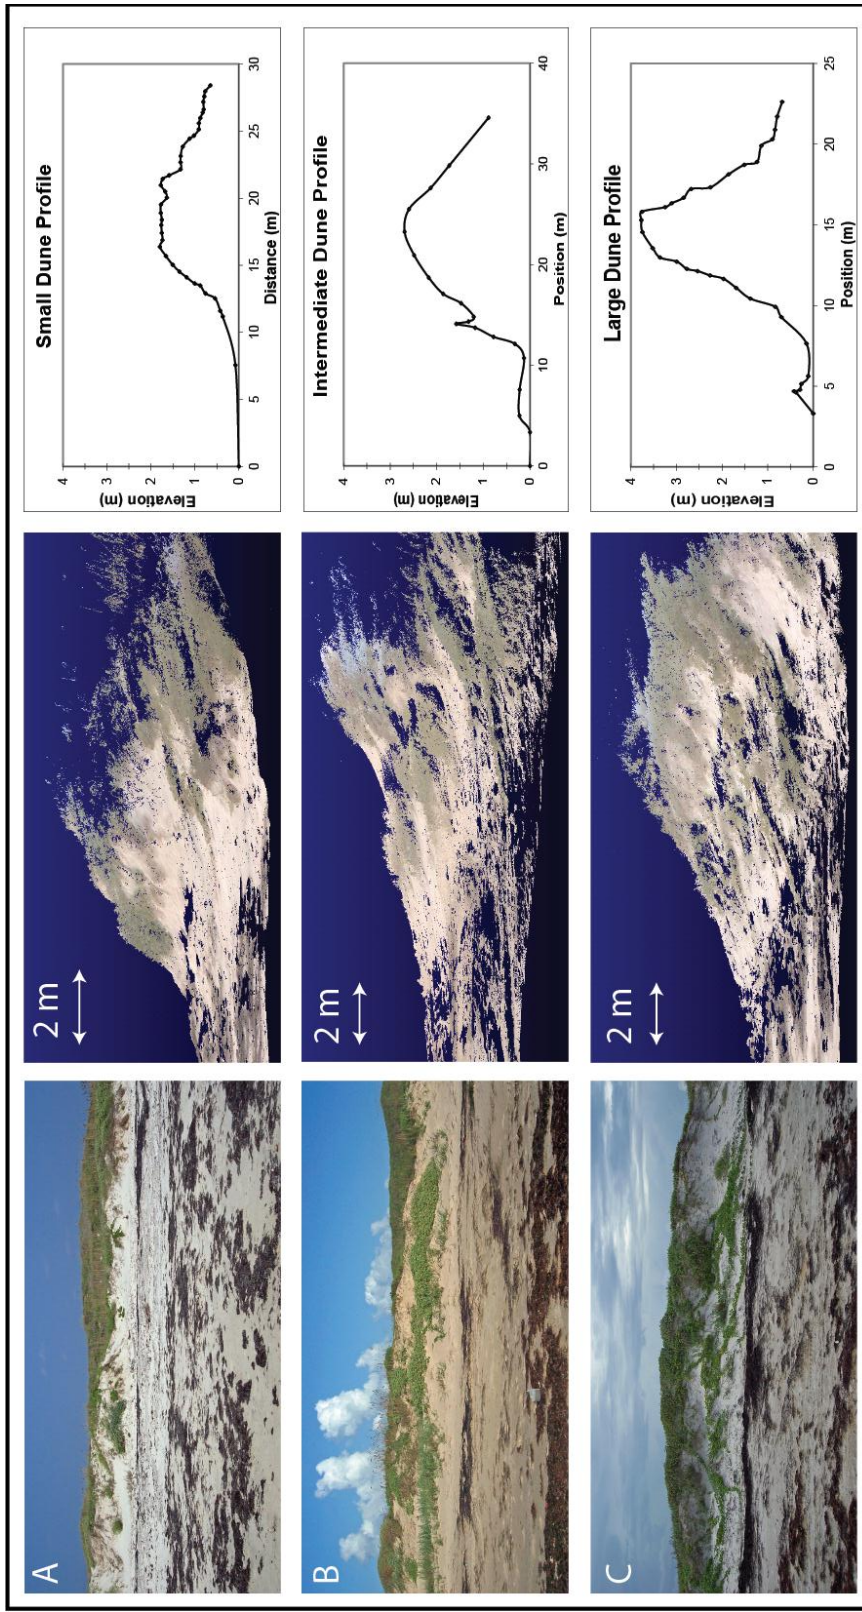 A
2 m
Small Dune Profile
Elevation (m)
4
3
2
1
0
0
5
10
15
20
25
30
Distance (m)
B
2 m
Intermediate Dune Profile
Elevation (m)
4
3
2
1
0
0
10
20
30
40
Position (m)
C
2 m
Large Dune Profile
Elevation (m)
4
3
2
1
0
0
5
10
15
20
25
Position (m)